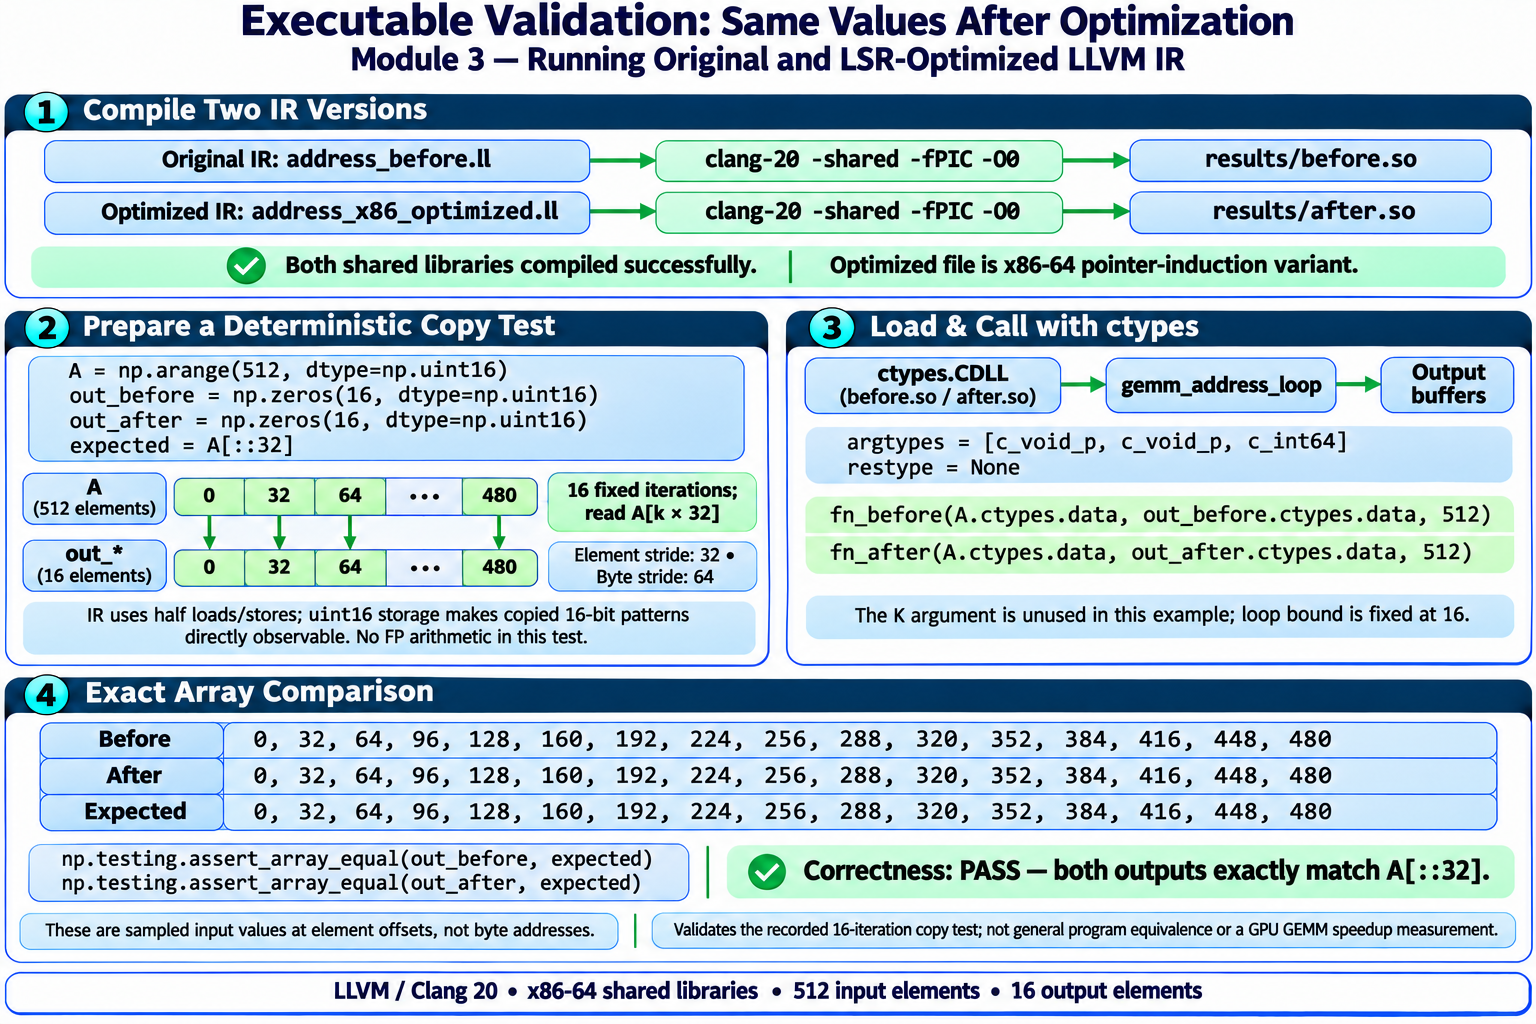 Executable Validation: Same Values After Optimization
Module 3 — Running Original and LSR-Optimized LLVM IR
1 Compile Two IR Versions
Original IR: address_before.ll
clang-20 -shared -fPIC -O0
results/before.so
Optimized IR: address_x86_optimized.ll
clang-20 -shared -fPIC -O0
results/after.so
Both shared libraries compiled successfully.
Optimized file is x86-64 pointer-induction variant.
2 Prepare a Deterministic Copy Test
A = np.arange(512, dtype=np.uint16)
out_before = np.zeros(16, dtype=np.uint16)
out_after = np.zeros(16, dtype=np.uint16)
expected = A[::32]
A
(512 elements)
0 32 64 ••• 480
16 fixed iterations;
read A[k × 32]
out_*
(16 elements)
0 32 64 ••• 480
Element stride: 32 •
Byte stride: 64
IR uses half loads/stores; uint16 storage makes copied 16-bit patterns
directly observable. No FP arithmetic in this test.
3 Load & Call with ctypes
ctypes.CDLL
(before.so / after.so)
gemm_address_loop
Output
buffers
argtypes = [c_void_p, c_void_p, c_int64]
restype = None
fn_before(A.ctypes.data, out_before.ctypes.data, 512)
fn_after(A.ctypes.data, out_after.ctypes.data, 512)
The K argument is unused in this example; loop bound is fixed at 16.
4 Exact Array Comparison
Before 0, 32, 64, 96, 128, 160, 192, 224, 256, 288, 320, 352, 384, 416, 448, 480
After 0, 32, 64, 96, 128, 160, 192, 224, 256, 288, 320, 352, 384, 416, 448, 480
Expected 0, 32, 64, 96, 128, 160, 192, 224, 256, 288, 320, 352, 384, 416, 448, 480
np.testing.assert_array_equal(out_before, expected)
np.testing.assert_array_equal(out_after, expected)
Correctness: PASS — both outputs exactly match A[::32].
These are sampled input values at element offsets, not byte addresses.
Validates the recorded 16-iteration copy test; not general program equivalence or a GPU GEMM speedup measurement.
LLVM / Clang 20 • x86-64 shared libraries • 512 input elements • 16 output elements